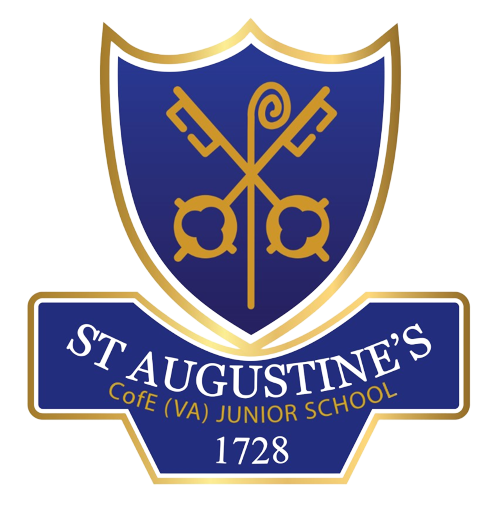 ST AUGUSTINE'S
CofE (VA) JUNIOR SCHOOL
1728